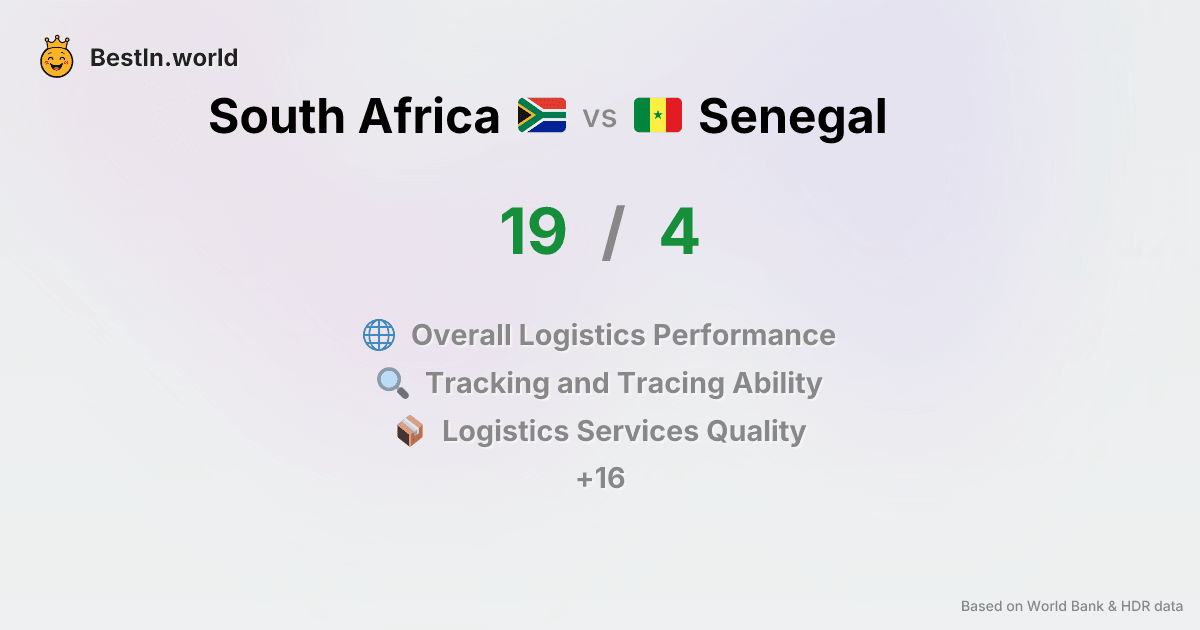 BestIn.world
South Africa vs Senegal
19 / 4
Overall Logistics Performance
Tracking and Tracing Ability
Logistics Services Quality
+16
Based on World Bank & HDR data